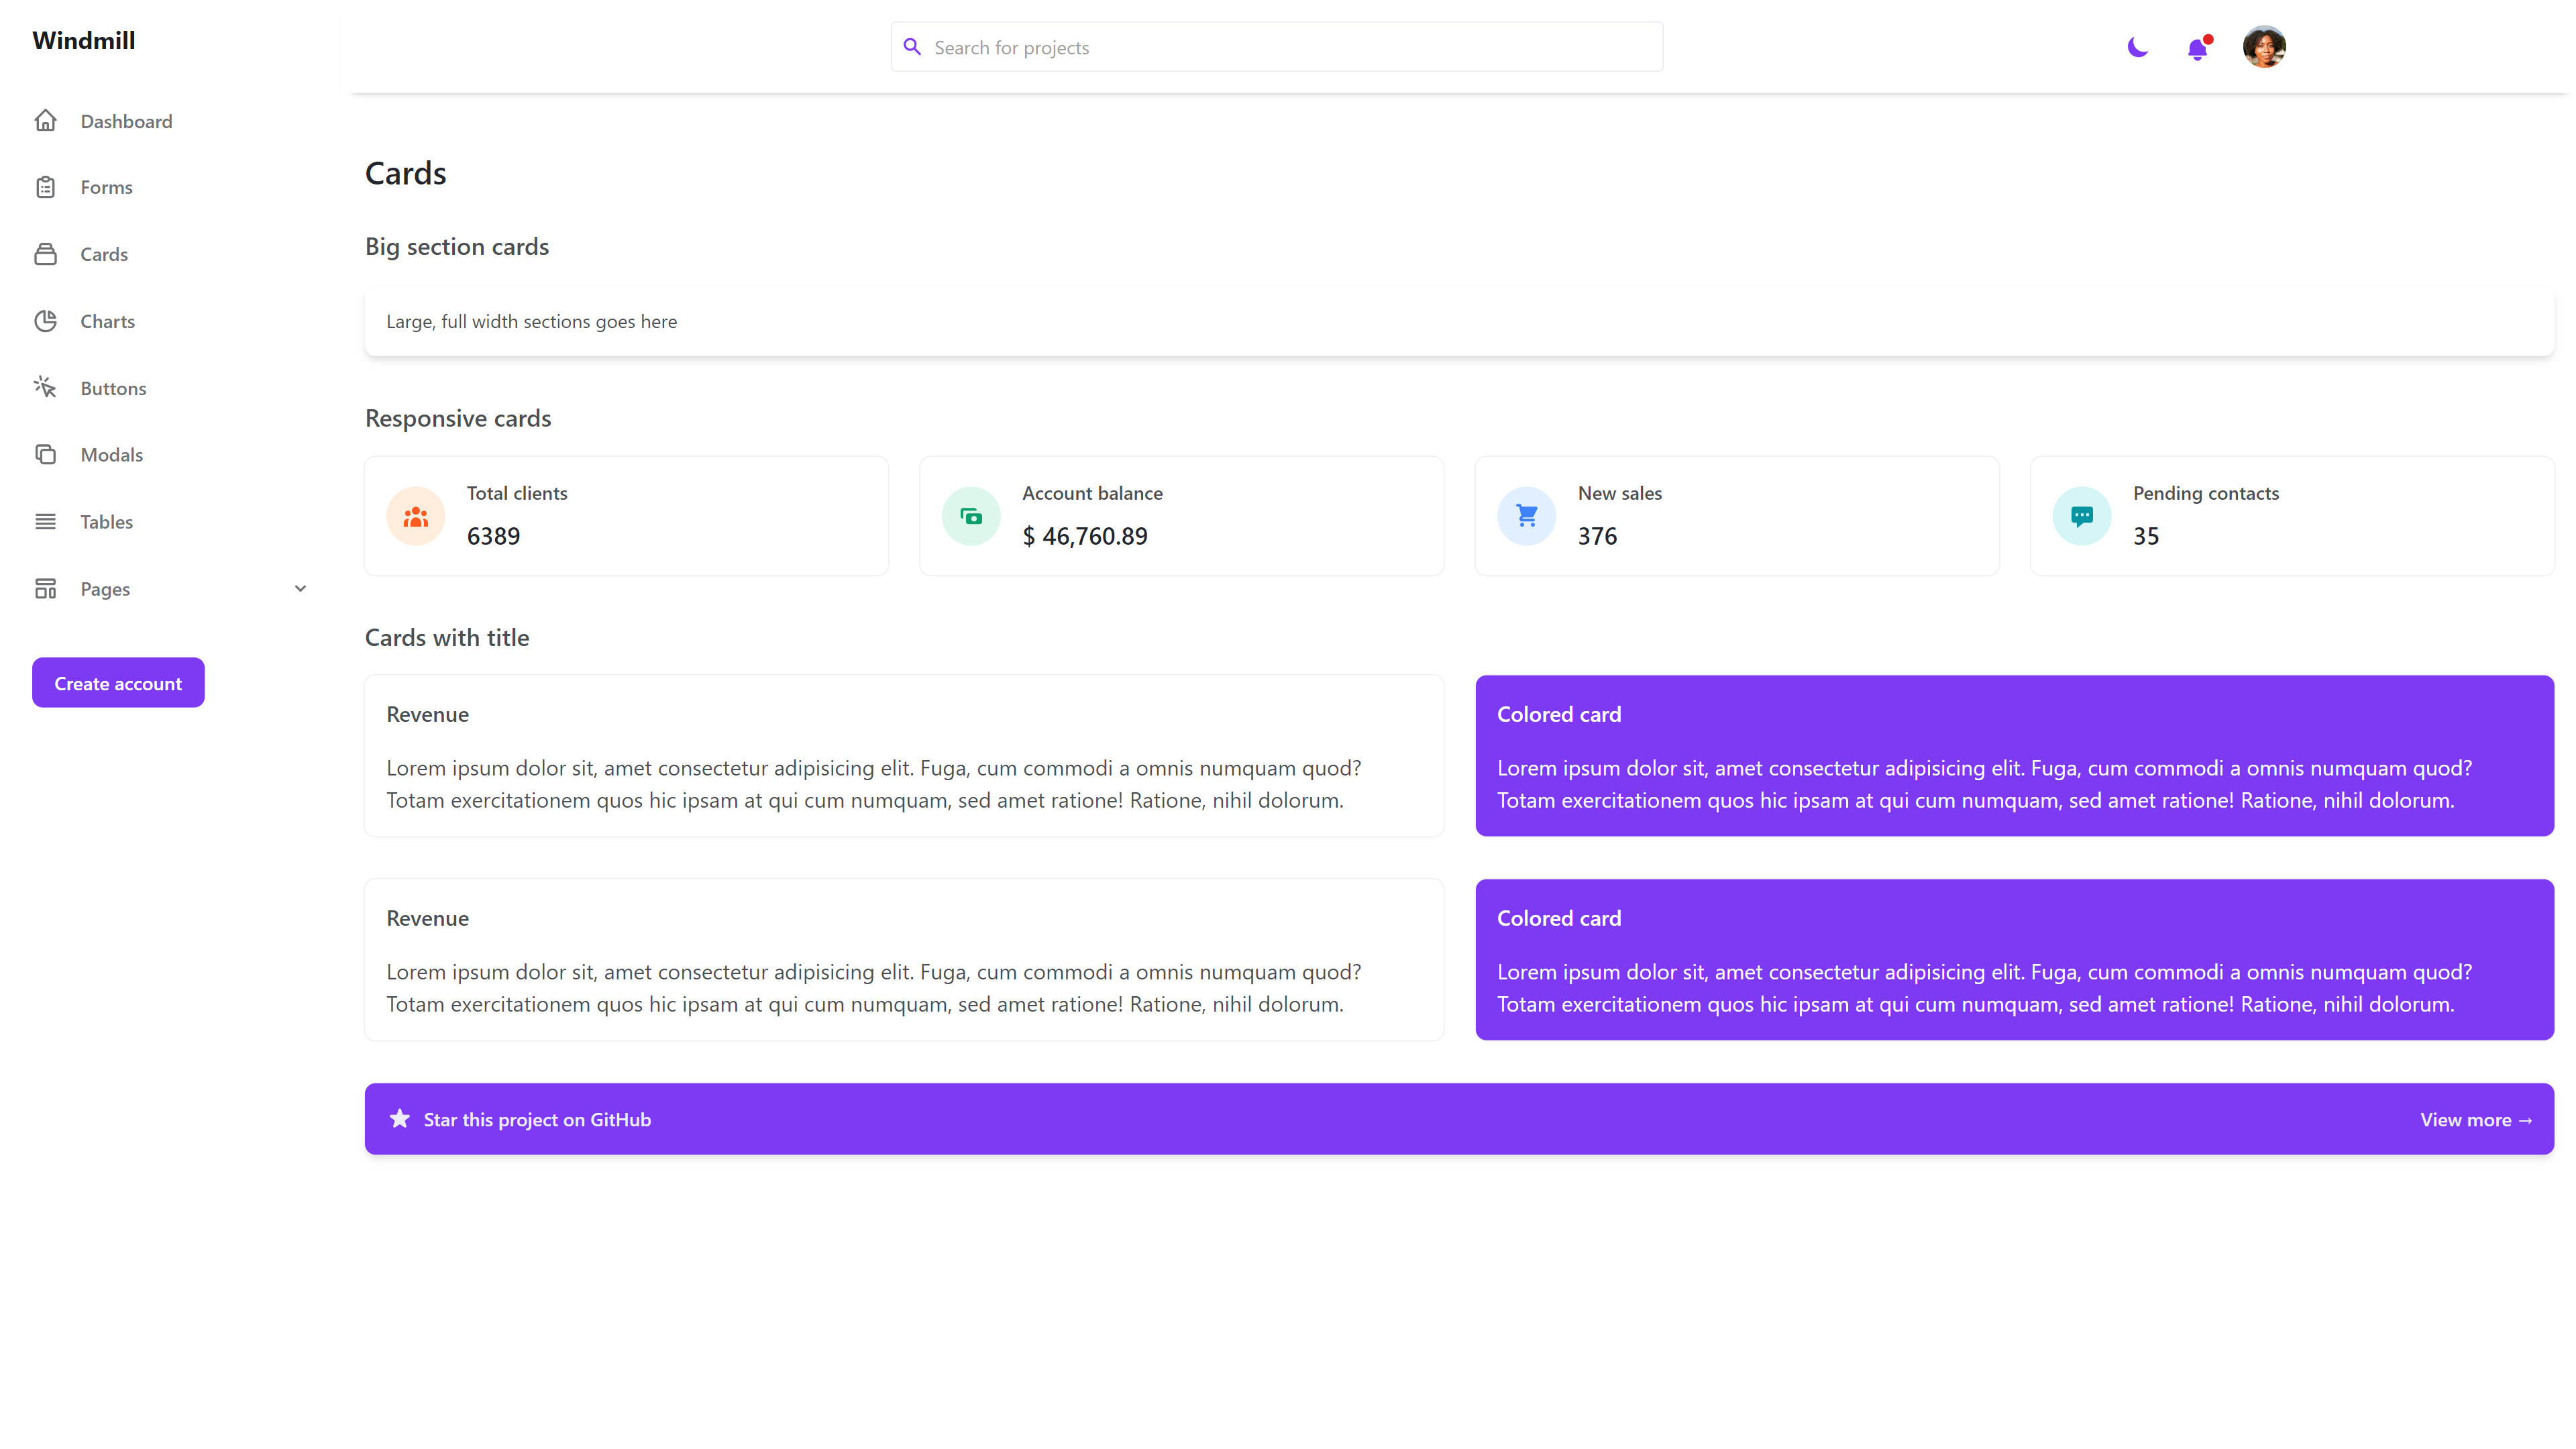 Windmill
Search for projects
Dashboard
Forms
Cards
Charts
Buttons
Modals
Tables
Pages
Create account
Cards
Big section cards
Large, full width sections goes here
Responsive cards
Total clients
6389
Account balance
$ 46,760.89
New sales
376
Pending contacts
35
Cards with title
Revenue
Lorem ipsum dolor sit, amet consectetur adipisicing elit. Fuga, cum commodi a omnis numquam quod?
Totam exercitationem quos hic ipsam at qui cum numquam, sed amet ratione! Ratione, nihil dolorum.
Colored card
Lorem ipsum dolor sit, amet consectetur adipisicing elit. Fuga, cum commodi a omnis numquam quod?
Totam exercitationem quos hic ipsam at qui cum numquam, sed amet ratione! Ratione, nihil dolorum.
Revenue
Lorem ipsum dolor sit, amet consectetur adipisicing elit. Fuga, cum commodi a omnis numquam quod?
Totam exercitationem quos hic ipsam at qui cum numquam, sed amet ratione! Ratione, nihil dolorum.
Colored card
Lorem ipsum dolor sit, amet consectetur adipisicing elit. Fuga, cum commodi a omnis numquam quod?
Totam exercitationem quos hic ipsam at qui cum numquam, sed amet ratione! Ratione, nihil dolorum.
Star this project on GitHub
View more →